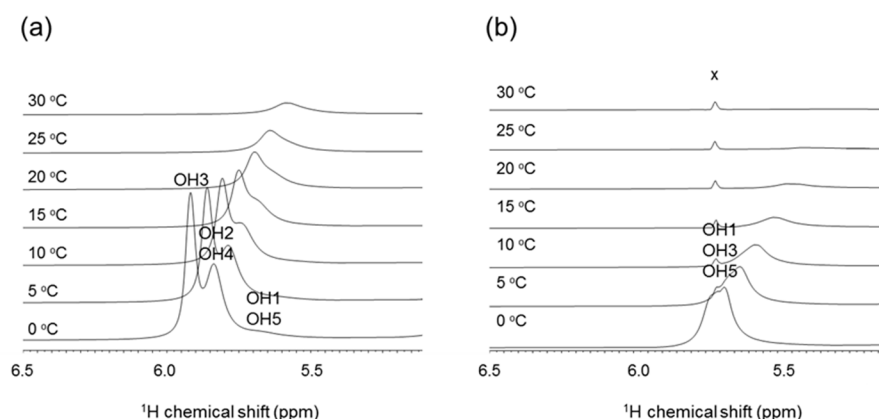 (a)
30 °C
25 °C
20 °C
OH3
15 °C
OH2
10 °C
OH4
5 °C
OH1
OH5
0 °C
6.5
6.0
5.5
¹H chemical shift (ppm)
(b)
x
30 °C
25 °C
20 °C
15 °C
OH1
10 °C
OH3
OH5
5 °C
0 °C
6.5
6.0
5.5
¹H chemical shift (ppm)